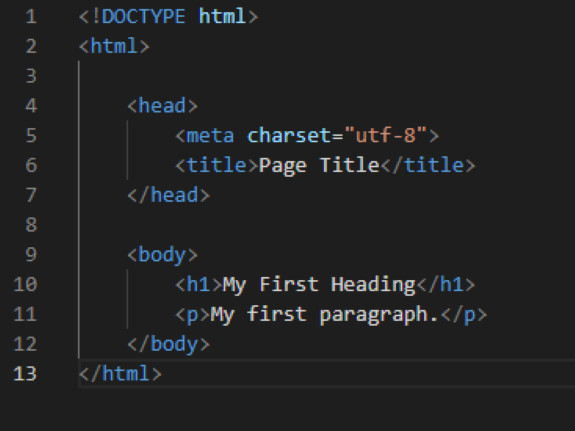 1 <!DOCTYPE html>
2 <html>
3
4 <head>
5 <meta charset="utf-8">
6 <title>Page Title</title>
7 </head>
8
9 <body>
10 <h1>My First Heading</h1>
11 <p>My first paragraph.</p>
12 </body>
13 </html>